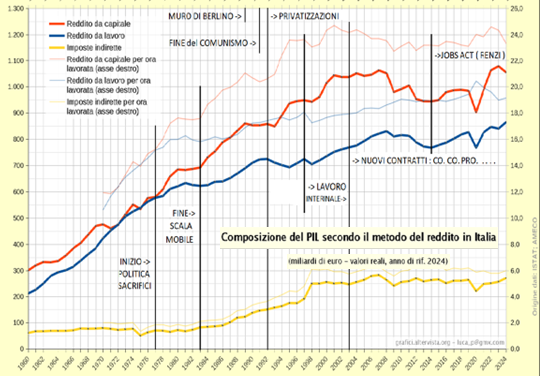 MURO DI BERLINO ->
-> PRIVATIZZAZIONI
FINE del COMUNISMO ->
->JOBS ACT ( RENZI )
Reddito da capitale
Reddito da lavoro
Imposte indirette
Reddito da capitale per ora
lavorata (asse destro)
Reddito da lavoro per ora
lavorata (asse destro)
Imposte indirette per ora
lavorata (asse destro)
-> NUOVI CONTRATTI : CO. CO. PRO. ....
-> LAVORO
INTERINALE->
FINE->
SCALA
MOBILE
INIZIO ->
POLITICA
SACRIFICI
Composizione del PIL secondo il metodo del reddito in Italia
(miliardi di euro – valori reali, anno di rif. 2024)
1.300
1.200
1.100
1.000
900
800
700
600
500
400
300
200
100
0
26,0
24,0
22,0
20,0
18,0
16,0
14,0
12,0
10,0
8,0
6,0
4,0
2,0
0,0
1960
1962
1964
1966
1968
1970
1972
1974
1976
1978
1980
1982
1984
1986
1988
1990
1992
1994
1996
1998
2000
2002
2004
2006
2008
2010
2012
2014
2016
2018
2020
2022
2024
Origine dati: ISTAT; AMECO